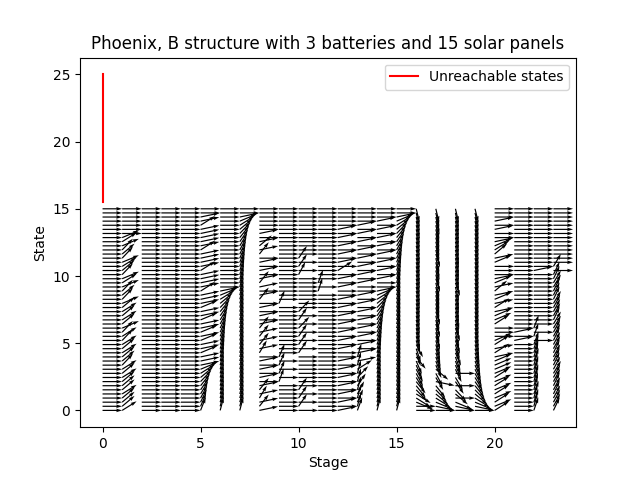 Phoenix, B structure with 3 batteries and 15 solar panels
Unreachable states
25
20
15
10
5
0
State
0 5 10 15 20
Stage